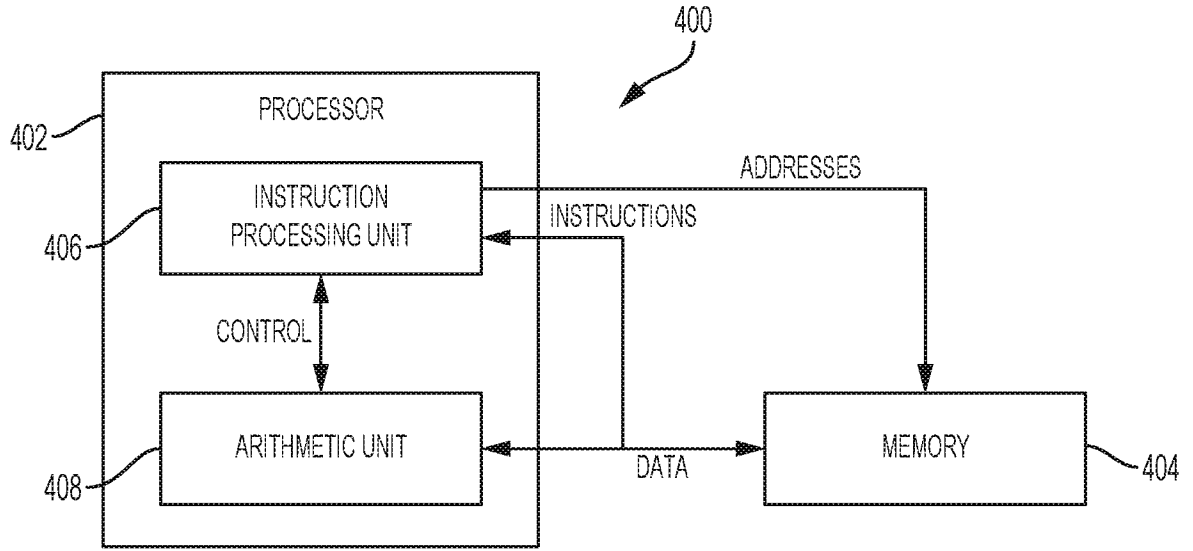 400
PROCESSOR
402
ADDRESSES
INSTRUCTION
PROCESSING UNIT
INSTRUCTIONS
406
CONTROL
ARITHMETIC UNIT
MEMORY
DATA
404
408